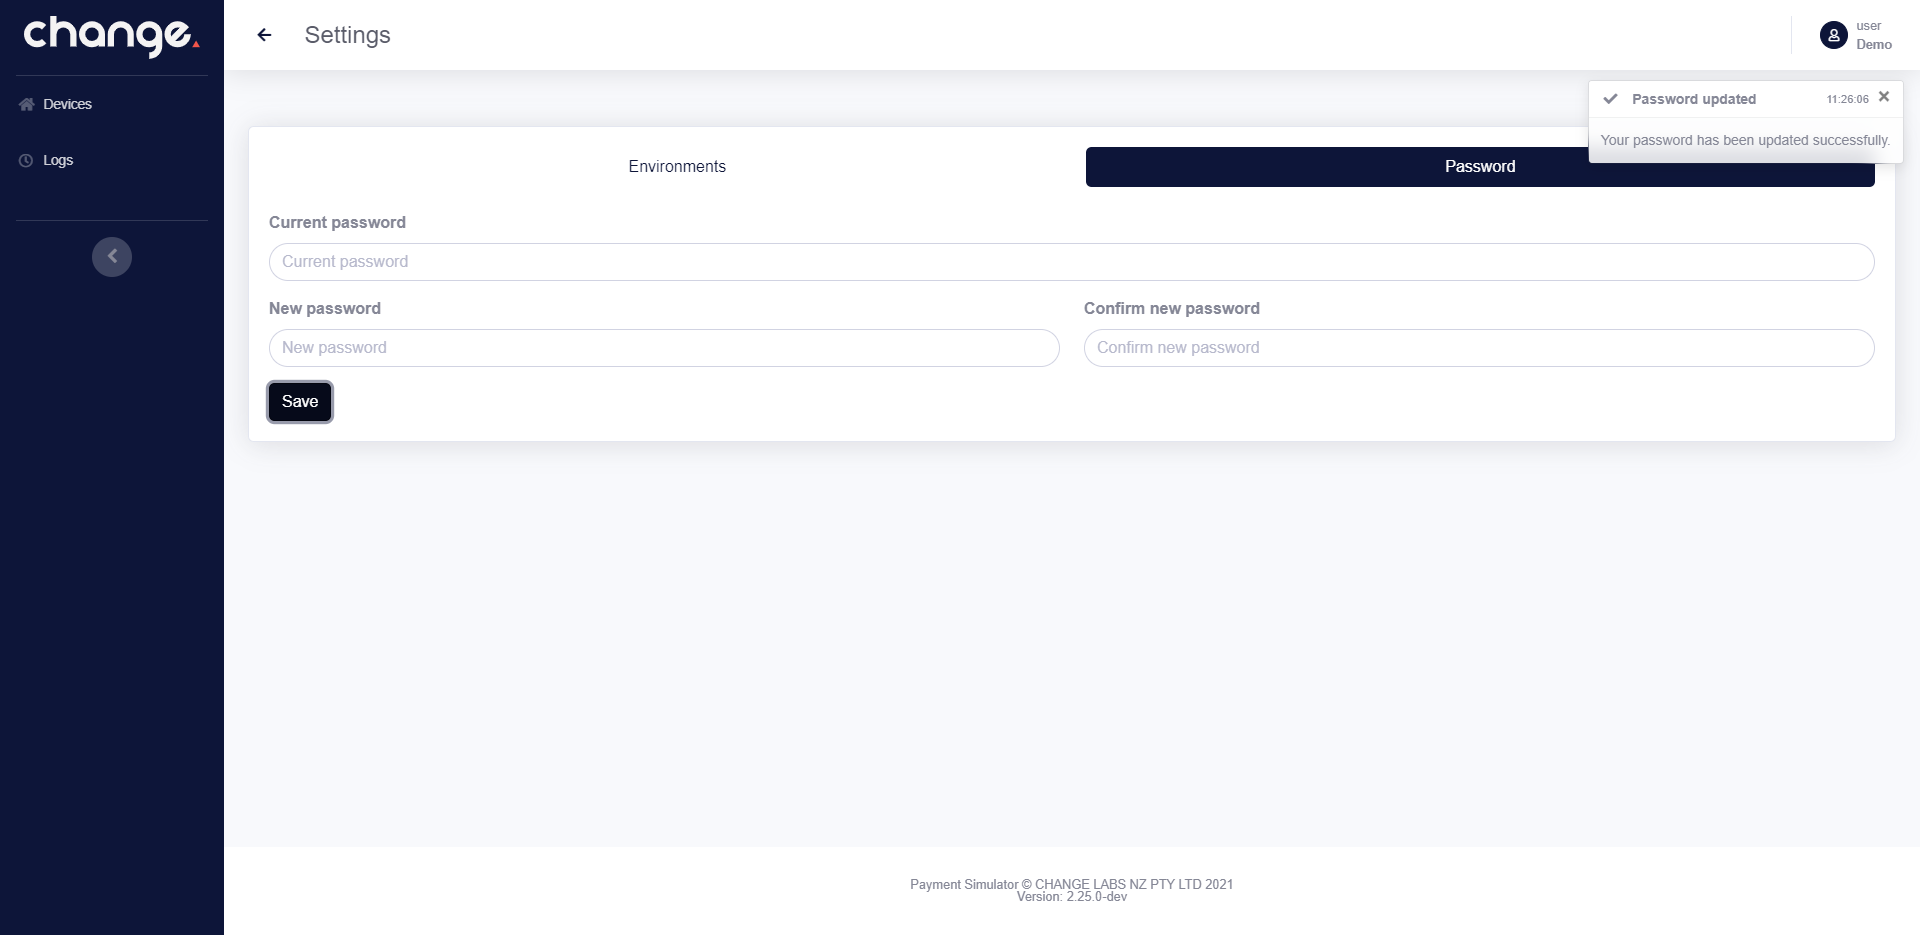 change.
Settings
user
Demo
Devices
Logs
Password updated
11:26:06
Your password has been updated successfully.
Environments
Password
Current password
Current password
New password
Confirm new password
New password
Confirm new password
Save
Payment Simulator © CHANGE LABS NZ PTY LTD 2021
Version: 2.25.0-dev